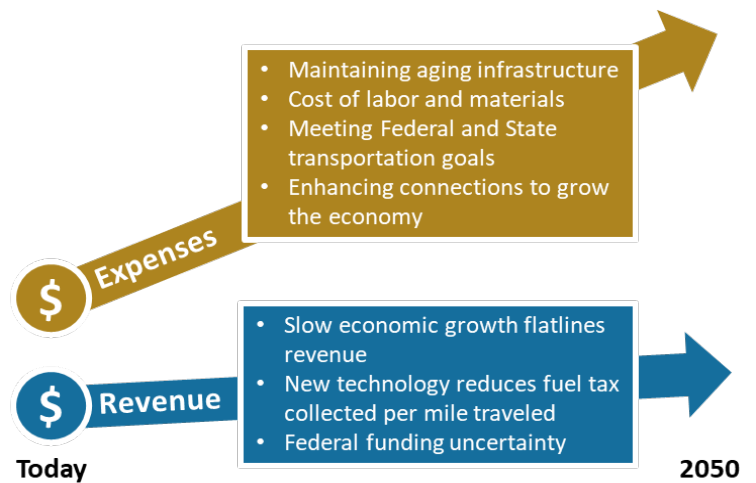 • Maintaining aging infrastructure
• Cost of labor and materials
• Meeting Federal and State
transportation goals
• Enhancing connections to grow
the economy
$ Expenses
• Slow economic growth flatlines
revenue
• New technology reduces fuel tax
collected per mile traveled
• Federal funding uncertainty
$ Revenue
Today
2050